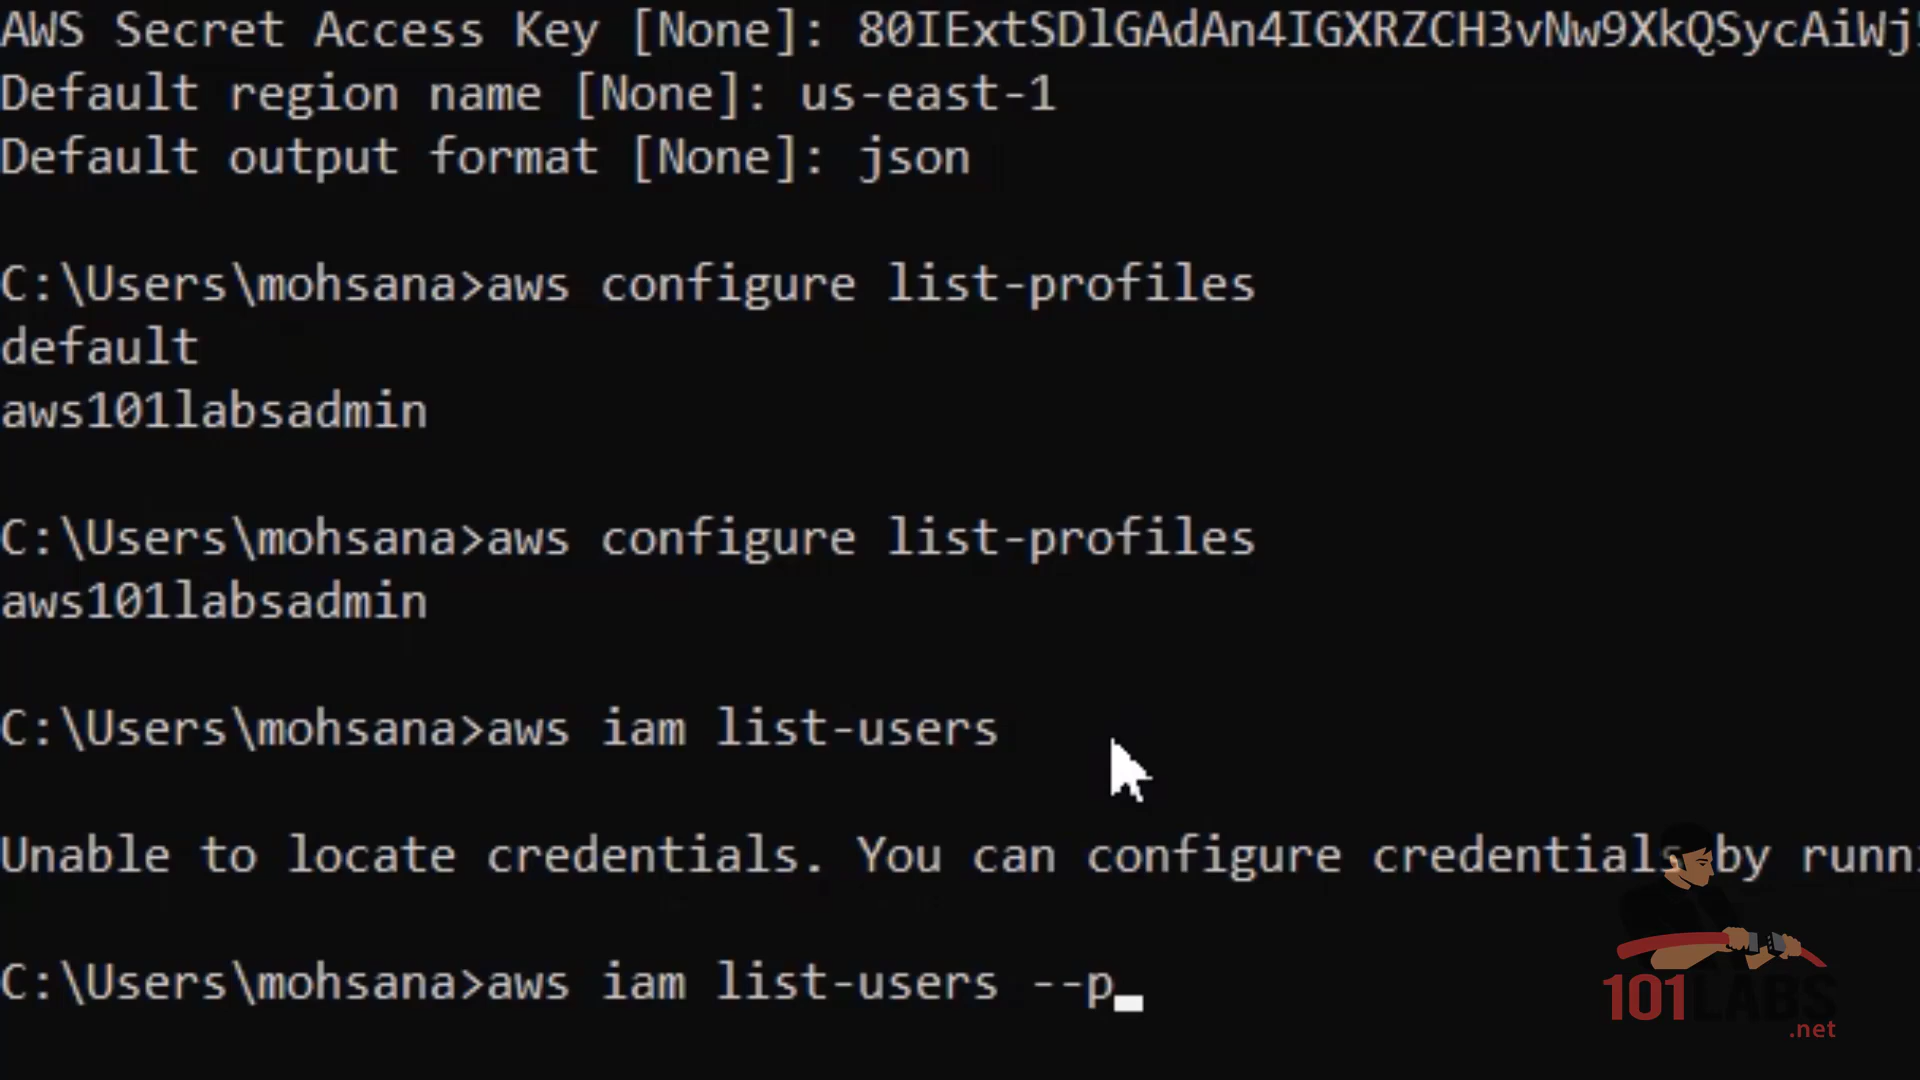 AWS Secret Access Key [None]: 80IExtSDlGAdAn4IGXRZCH3vNw9XkQSycAiWj
Default region name [None]: us-east-1
Default output format [None]: json
C:\Users\mohsana>aws configure list-profiles
default
aws101labsadmin
C:\Users\mohsana>aws configure list-profiles
aws101labsadmin
C:\Users\mohsana>aws iam list-users
Unable to locate credentials. You can configure credentials by runn
C:\Users\mohsana>aws iam list-users --p
101LABS
.net